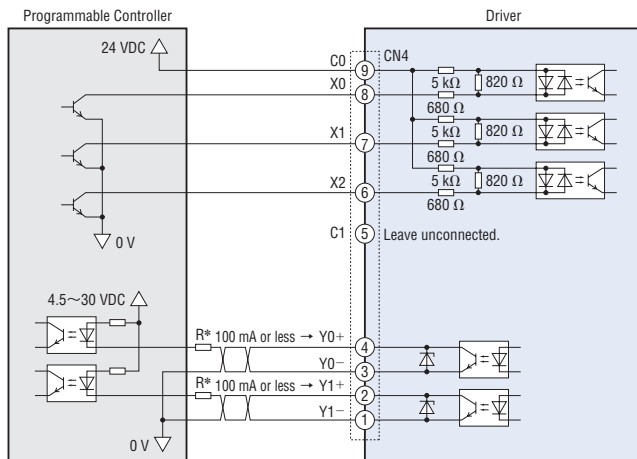 Programmable Controller
Driver
24 VDC
C0
9
CN4
X0
8
5 kΩ
820 Ω
680 Ω
X1
7
5 kΩ
820 Ω
680 Ω
X2
6
5 kΩ
820 Ω
680 Ω
0 V
C1
5
Leave unconnected.
4.5～30 VDC
R* 100 mA or less → Y0+
4
Y0−
3
R* 100 mA or less → Y1+
2
Y1−
1
0 V